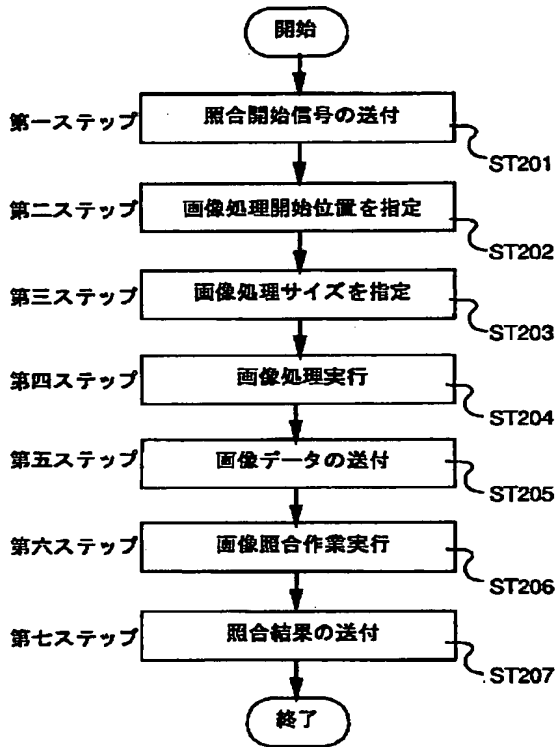 開始
第一ステップ 照合開始信号の送付
ST201
第二ステップ 画像処理開始位置を指定
ST202
第三ステップ 画像処理サイズを指定
ST203
第四ステップ 画像処理実行
ST204
第五ステップ 画像データの送付
ST205
第六ステップ 画像照合作業実行
ST206
第七ステップ 照合結果の送付
ST207
終了